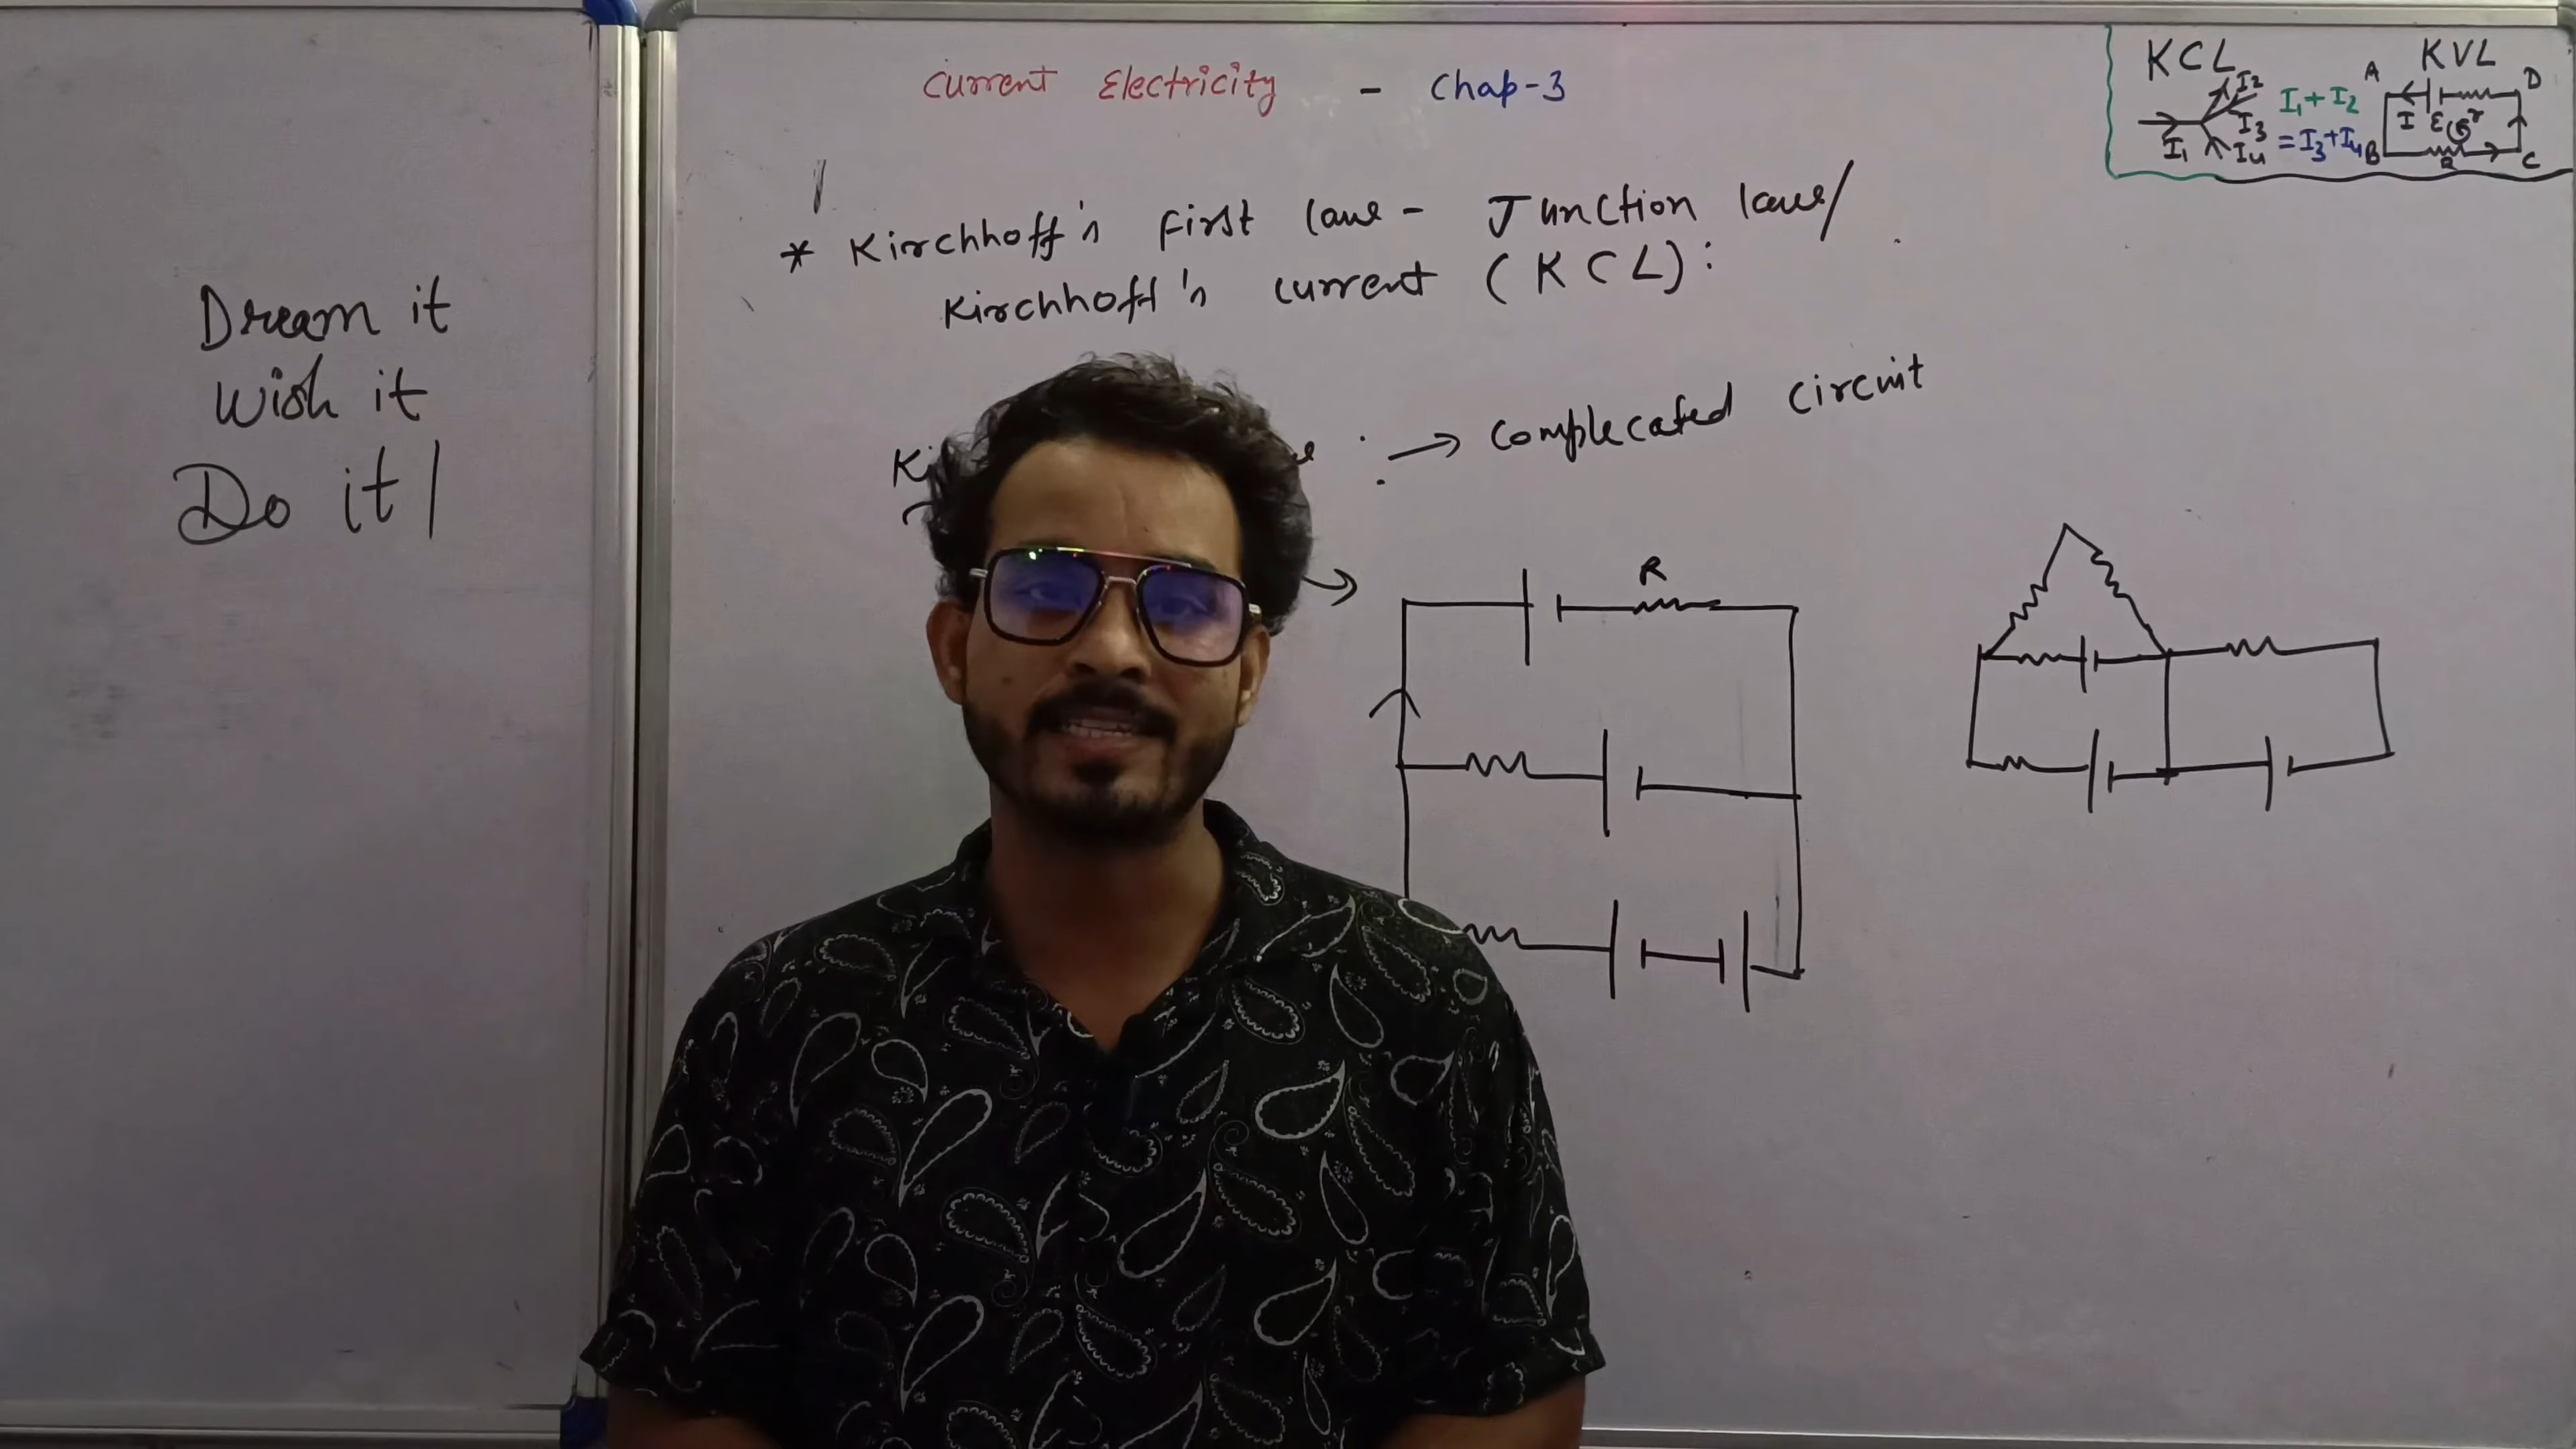 Dream it
Wish it
Do it
Current Electricity - Chap-3
* Kirchhoff's first law - Junction law/
Kirchhoff's current (KCL):
→ Complecated circuit
R
KCL
I1
I2
I3
I4
I1+I2
=I3+I4
KVL
A
D
I
E
r
B
R
C